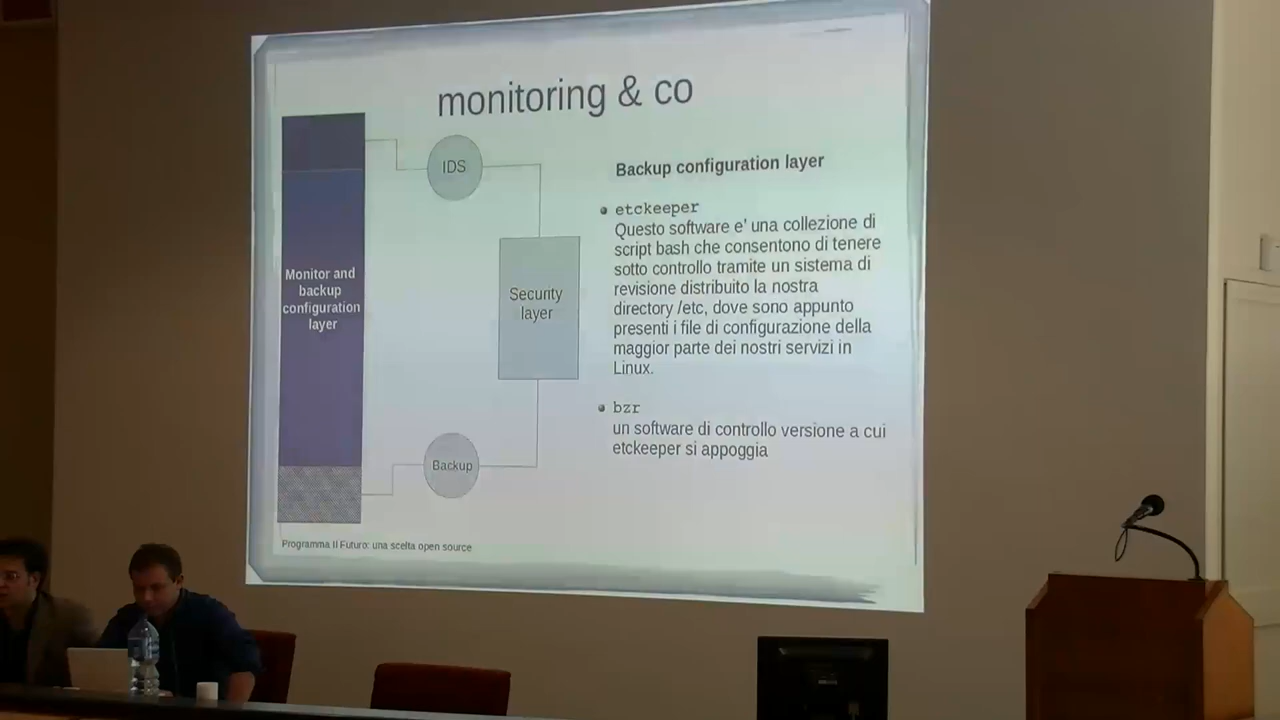 monitoring & co
IDS
Monitor and
backup
configuration
layer
Security
layer
Backup
Backup configuration layer
etckeeper
Questo software e' una collezione di
script bash che consentono di tenere
sotto controllo tramite un sistema di
revisione distribuito la nostra
directory /etc, dove sono appunto
presenti i file di configurazione della
maggior parte dei nostri servizi in
Linux.
bzr
un software di controllo versione a cui
etckeeper si appoggia
Programma Il Futuro: una scelta open source